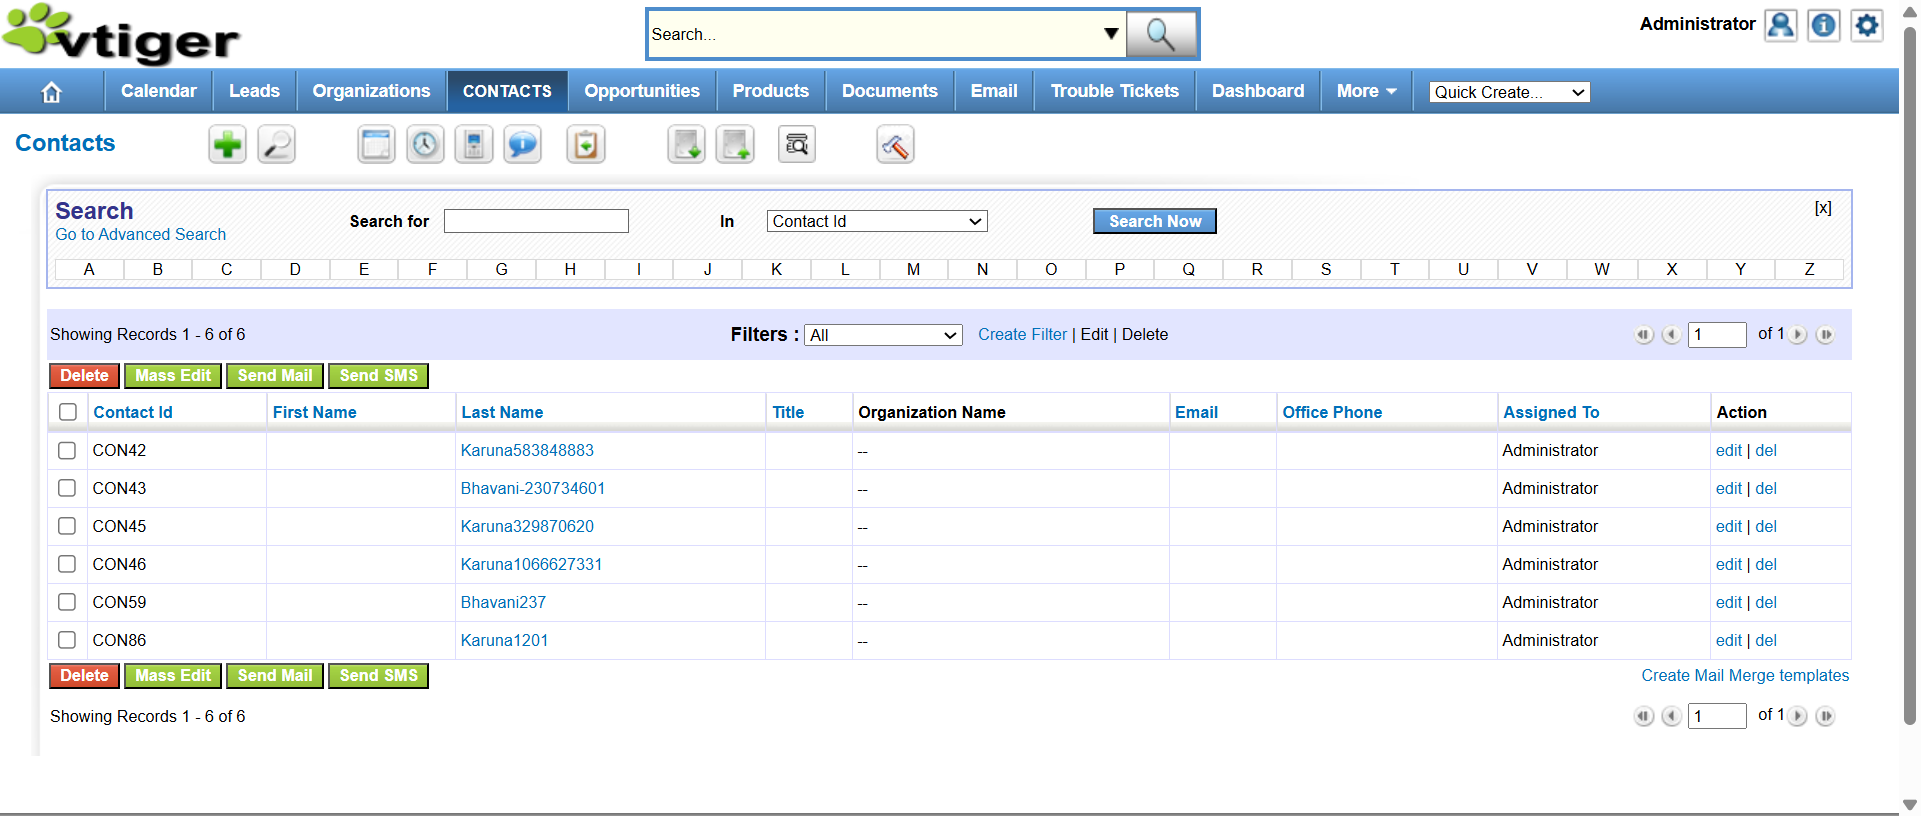 vtiger
Search...
Administrator
Calendar Leads Organizations CONTACTS Opportunities Products Documents Email Trouble Tickets Dashboard More Quick Create...
Contacts
Search
Go to Advanced Search
Search for In Contact Id Search Now [x]
A B C D E F G H I J K L M N O P Q R S T U V W X Y Z
Showing Records 1 - 6 of 6 Filters : All Create Filter | Edit | Delete 1 of 1
Delete Mass Edit Send Mail Send SMS
Contact Id First Name Last Name Title Organization Name Email Office Phone Assigned To Action
CON42 Karuna583848883 -- Administrator edit | del
CON43 Bhavani-230734601 -- Administrator edit | del
CON45 Karuna329870620 -- Administrator edit | del
CON46 Karuna1066627331 -- Administrator edit | del
CON59 Bhavani237 -- Administrator edit | del
CON86 Karuna1201 -- Administrator edit | del
Delete Mass Edit Send Mail Send SMS Create Mail Merge templates
Showing Records 1 - 6 of 6 1 of 1